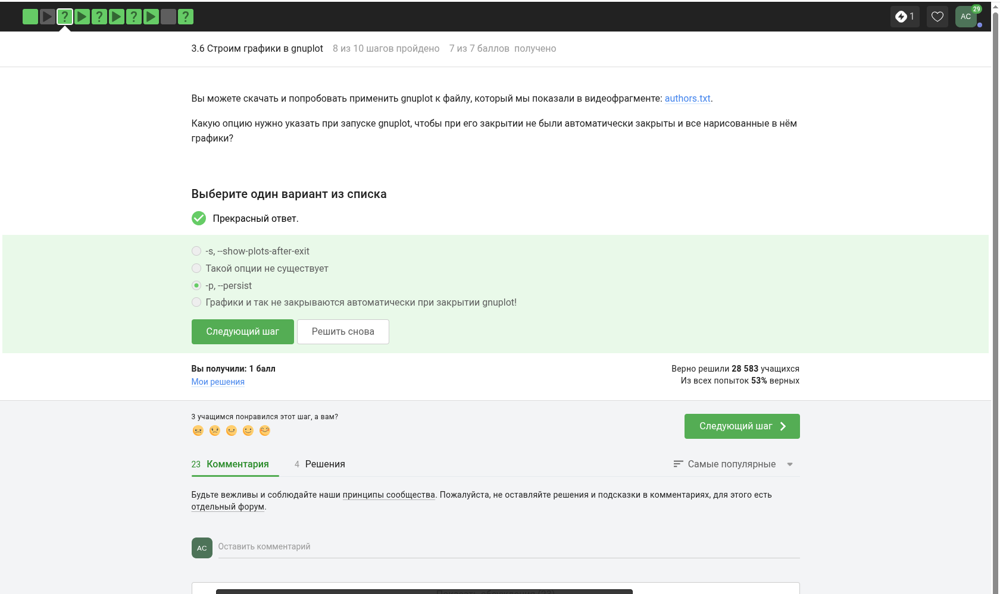 ? ? ? ?
1
AC
29
3.6 Строим графики в gnuplot 8 из 10 шагов пройдено 7 из 7 баллов получено
Вы можете скачать и попробовать применить gnuplot к файлу, который мы показали в видеофрагменте: authors.txt.
Какую опцию нужно указать при запуске gnuplot, чтобы при его закрытии не были автоматически закрыты и все нарисованные в нём
графики?
Выберите один вариант из списка
Прекрасный ответ.
-s, --show-plots-after-exit
Такой опции не существует
-p, --persist
Графики и так не закрываются автоматически при закрытии gnuplot!
Следующий шаг Решить снова
Вы получили: 1 балл
Мои решения
Верно решили 28 583 учащихся
Из всех попыток 53% верных
3 учащимся понравился этот шаг, а вам?
Следующий шаг
23 Комментария 4 Решения Самые популярные
Будьте вежливы и соблюдайте наши принципы сообщества. Пожалуйста, не оставляйте решения и подсказки в комментариях, для этого есть
отдельный форум.
AC Оставить комментарий